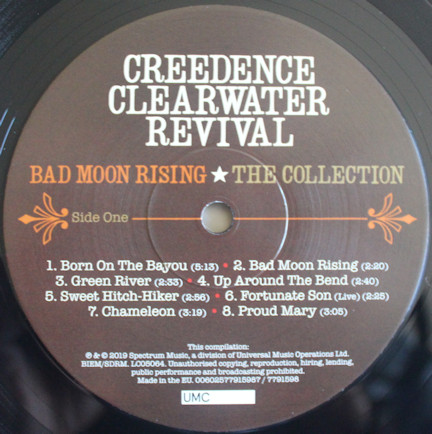 CREEDENCE
CLEARWATER
REVIVAL
BAD MOON RISING ★ THE COLLECTION
Side One
1. Born On The Bayou (5:13) • 2. Bad Moon Rising (2:20)
3. Green River (2:33) • 4. Up Around The Bend (2:40)
5. Sweet Hitch-Hiker (2:56) • 6. Fortunate Son (Live) (2:25)
7. Chameleon (3:19) • 8. Proud Mary (3:05)
This compilation:
℗ & © 2019 Spectrum Music, a division of Universal Music Operations Ltd.
BIEM/SDRM. LC05064. Unauthorised copying, reproduction, hiring, lending,
public performance and broadcasting prohibited.
Made in the EU. 00602577915987 / 7791598
UMC